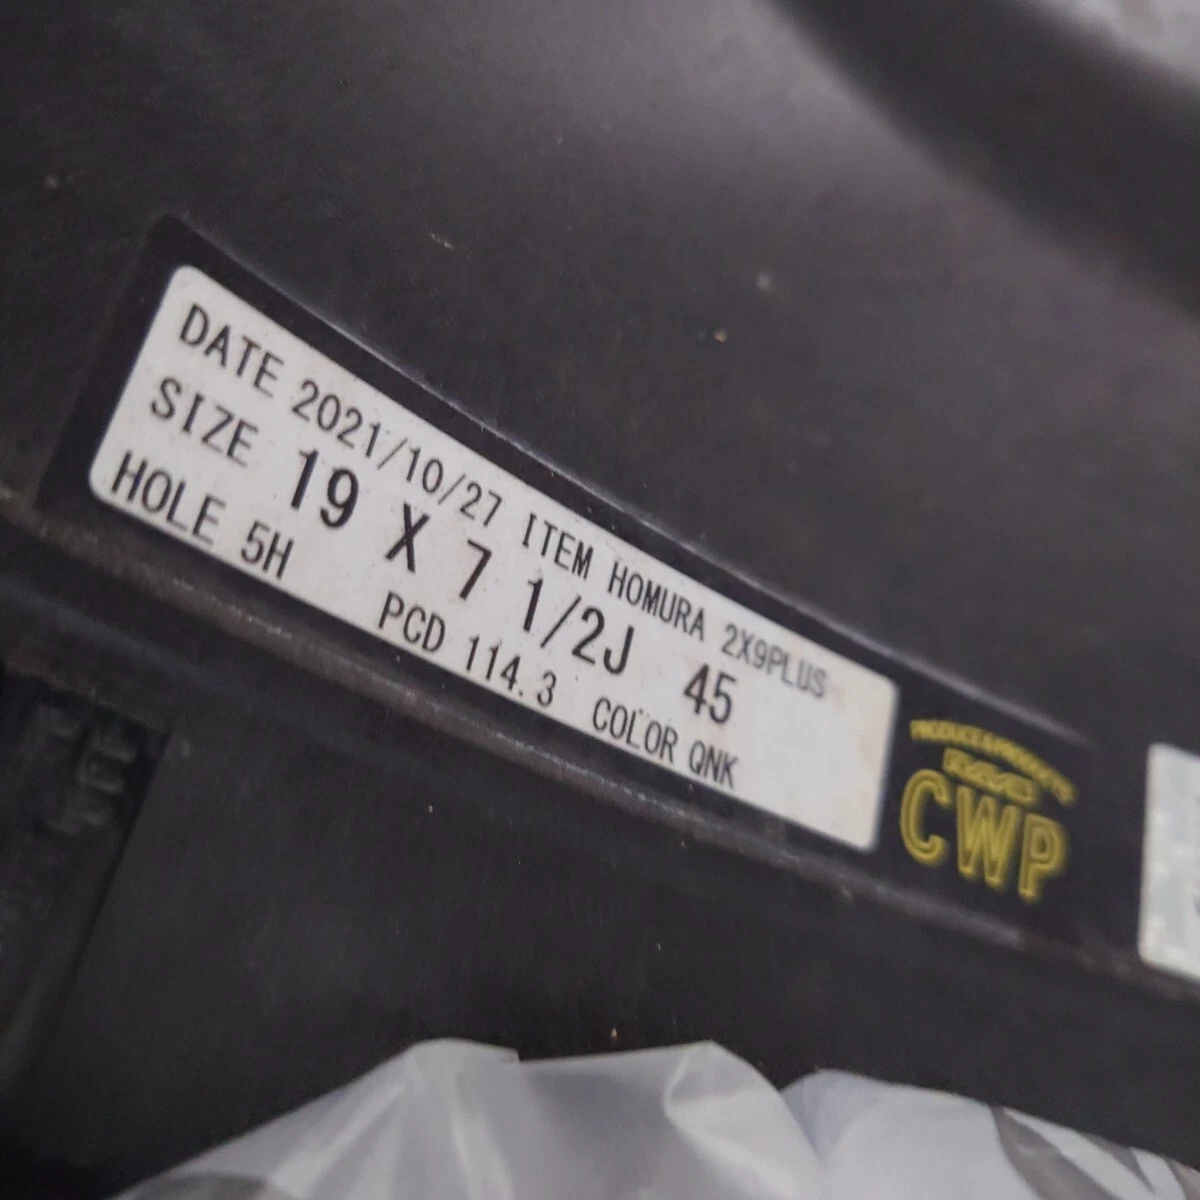 DATE 2021/10/27 ITEM HOMURA 2X9PLUS
SIZE 19 X 7 1/2J 45
HOLE 5H PCD 114.3 COLOR QNK
RAYS
CWP